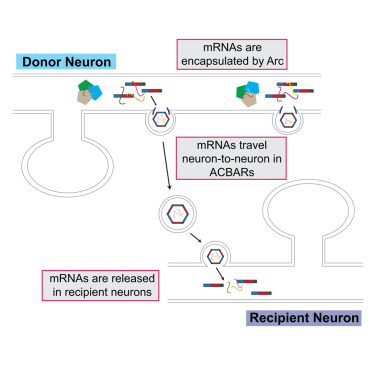 Donor Neuron
mRNAs are
encapsulated by Arc
mRNAs travel
neuron-to-neuron in
ACBARs
mRNAs are released
in recipient neurons
Recipient Neuron